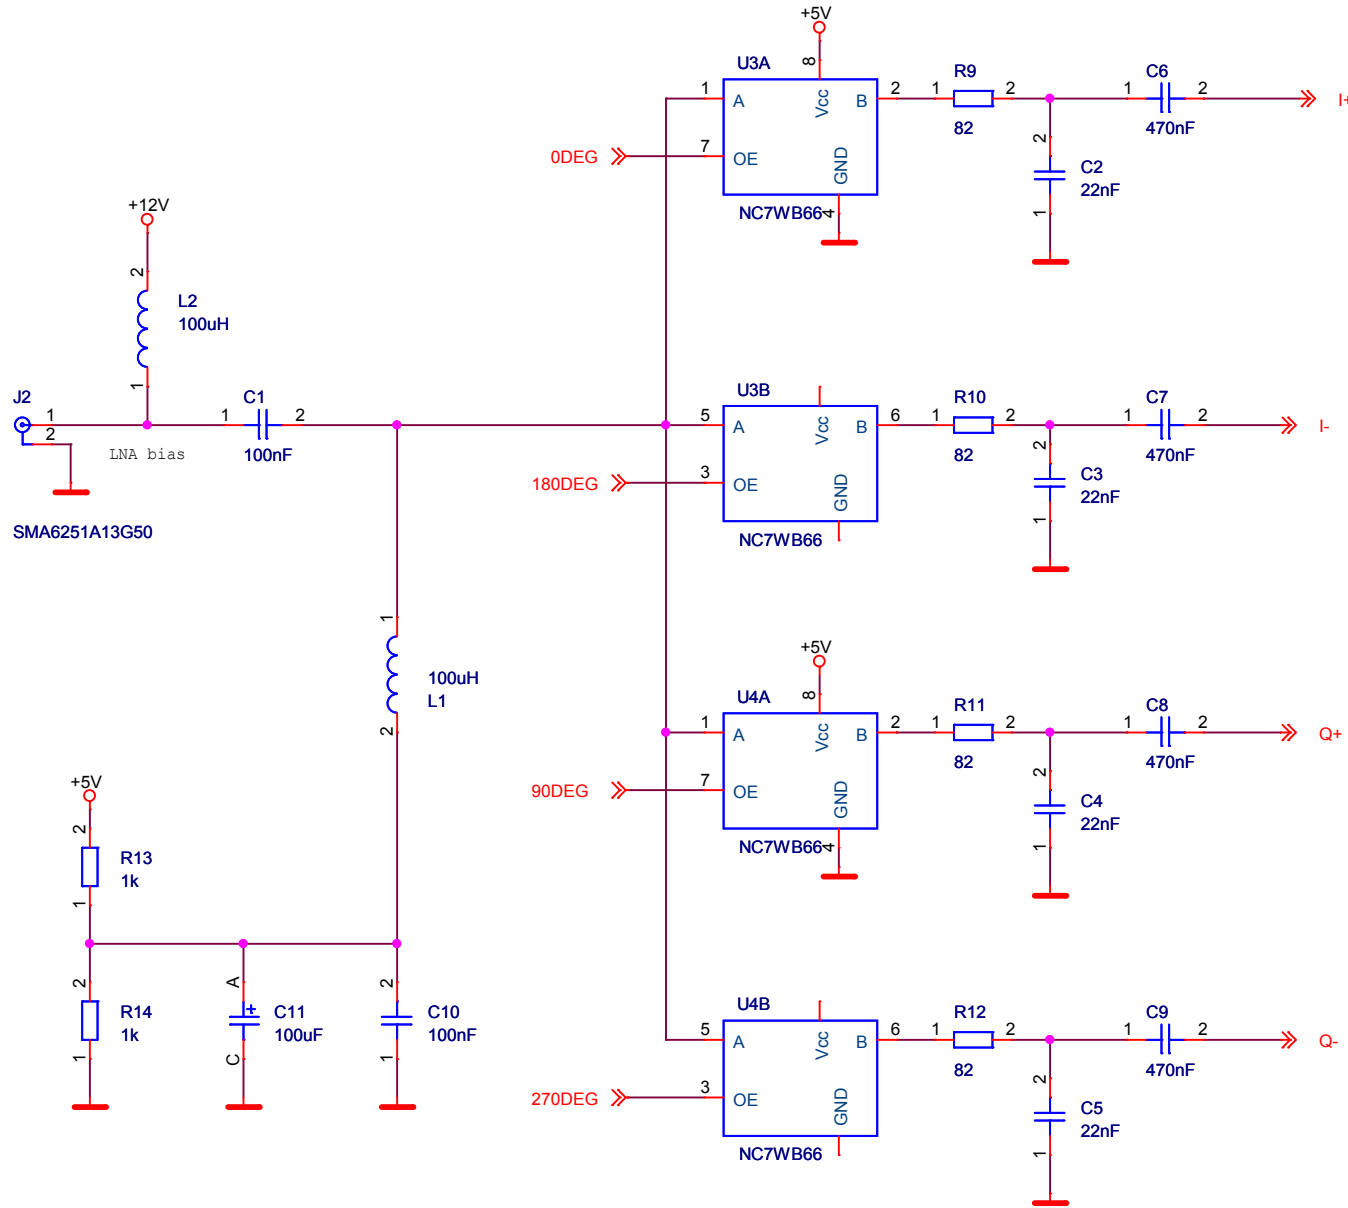 +5V
8
U3A
1
A
Vcc
B
2
1
R9
2
82
1
C6
2
470nF
I+
0DEG
7
OE
GND
NC7WB66
4
2
C2
22nF
1
+12V
2
L2
100uH
1
J2
1
2
LNA bias
1
C1
2
100nF
SMA6251A13G50
U3B
5
A
Vcc
B
6
1
R10
2
82
1
C7
2
470nF
I-
180DEG
3
OE
GND
NC7WB66
2
C3
22nF
1
1
100uH
L1
2
+5V
8
U4A
1
A
Vcc
B
2
1
R11
2
82
1
C8
2
470nF
Q+
90DEG
7
OE
GND
NC7WB66
4
2
C4
22nF
1
+5V
2
R13
1k
1
2
R14
1k
1
A
+
C11
100uF
C
2
C10
100nF
1
U4B
5
A
Vcc
B
6
1
R12
2
82
1
C9
2
470nF
Q-
270DEG
3
OE
GND
NC7WB66
2
C5
22nF
1